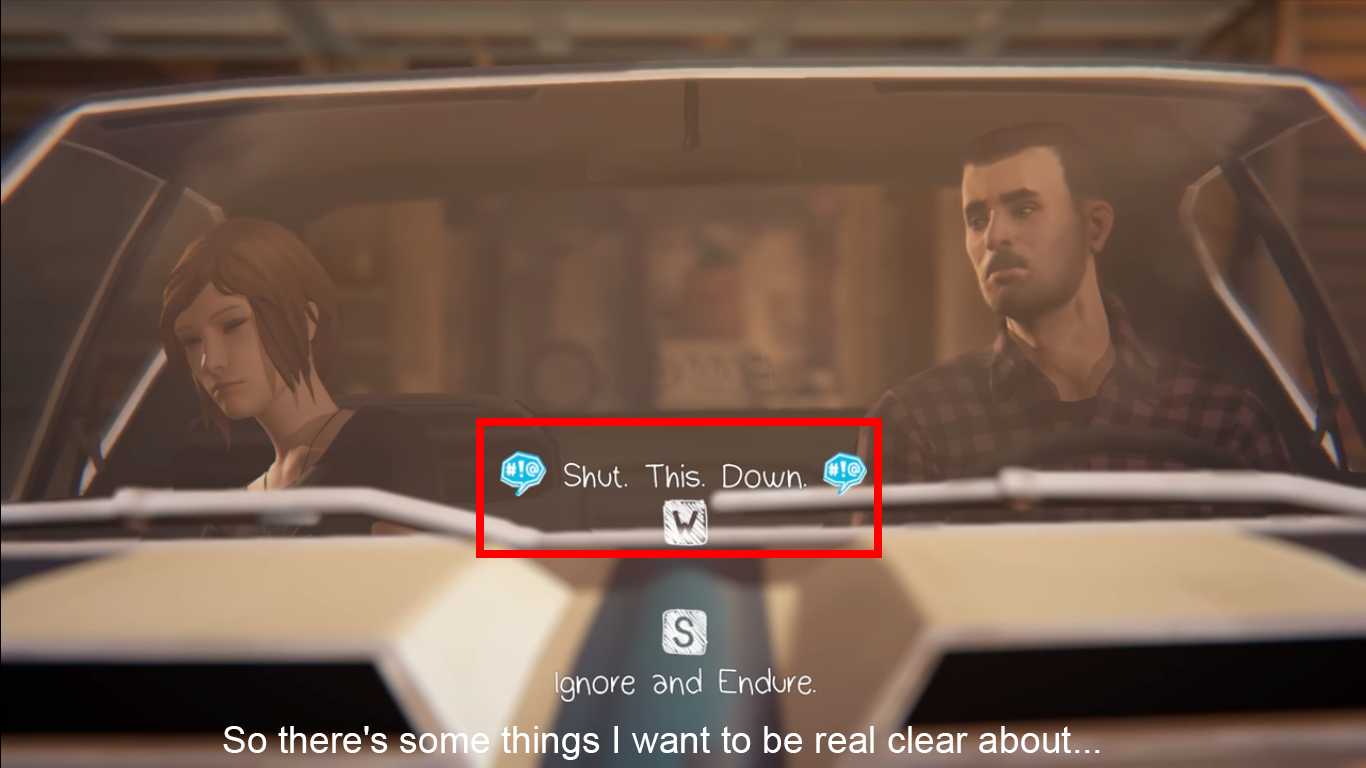 #!@ Shut. This. Down. #!@
W
S
Ignore and Endure.
So there's some things I want to be real clear about...